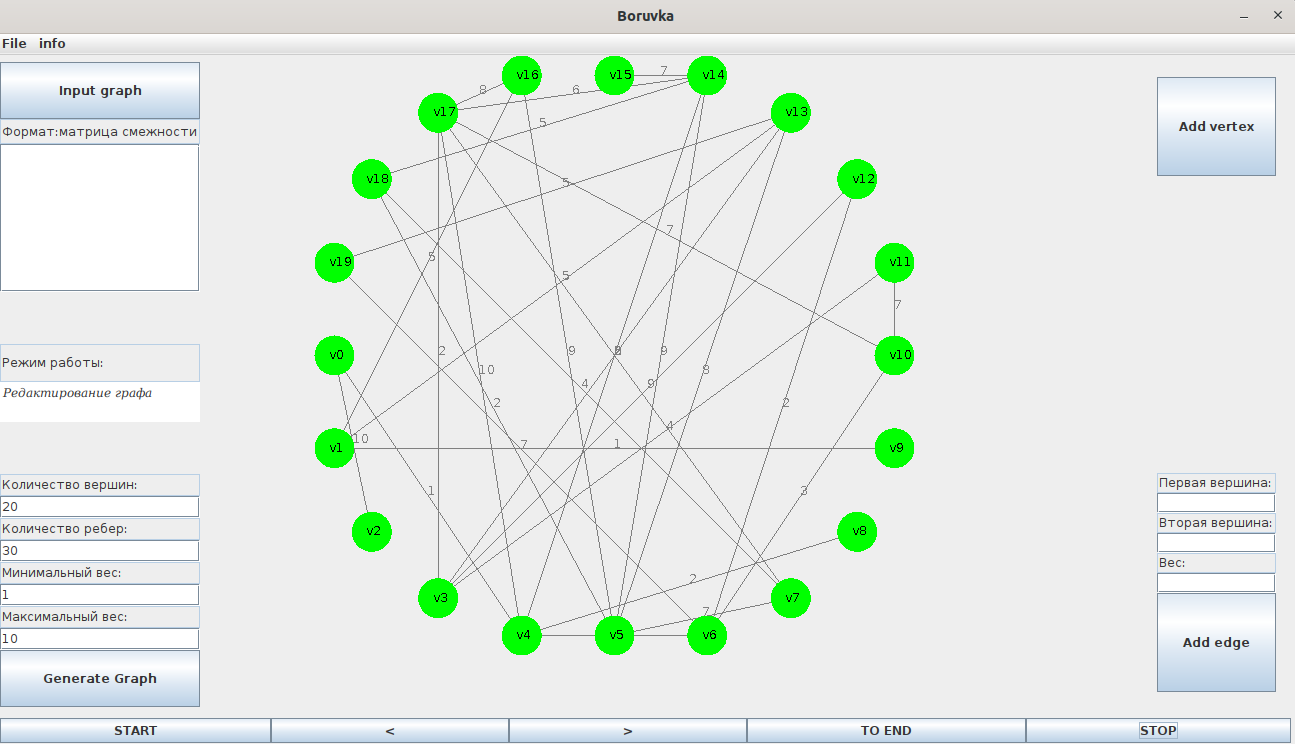 Boruvka
File info
Input graph
Формат:матрица смежности
Режим работы:
Редактирование графа
Количество вершин:
20
Количество ребер:
30
Минимальный вес:
1
Максимальный вес:
10
Generate Graph
v16 v15 7 v14
8 6
v17 v13
5
v18 5 v12
7
v19 5 5 v11
7
v0 2 9 9 v10
10 4 9 8
2 2
4
10 v1 7 1 v9
1 3
v2 v8
2
v3 7 v7
v4 v5 v6
Add vertex
Первая вершина:
Вторая вершина:
Вес:
Add edge
START < > TO END STOP